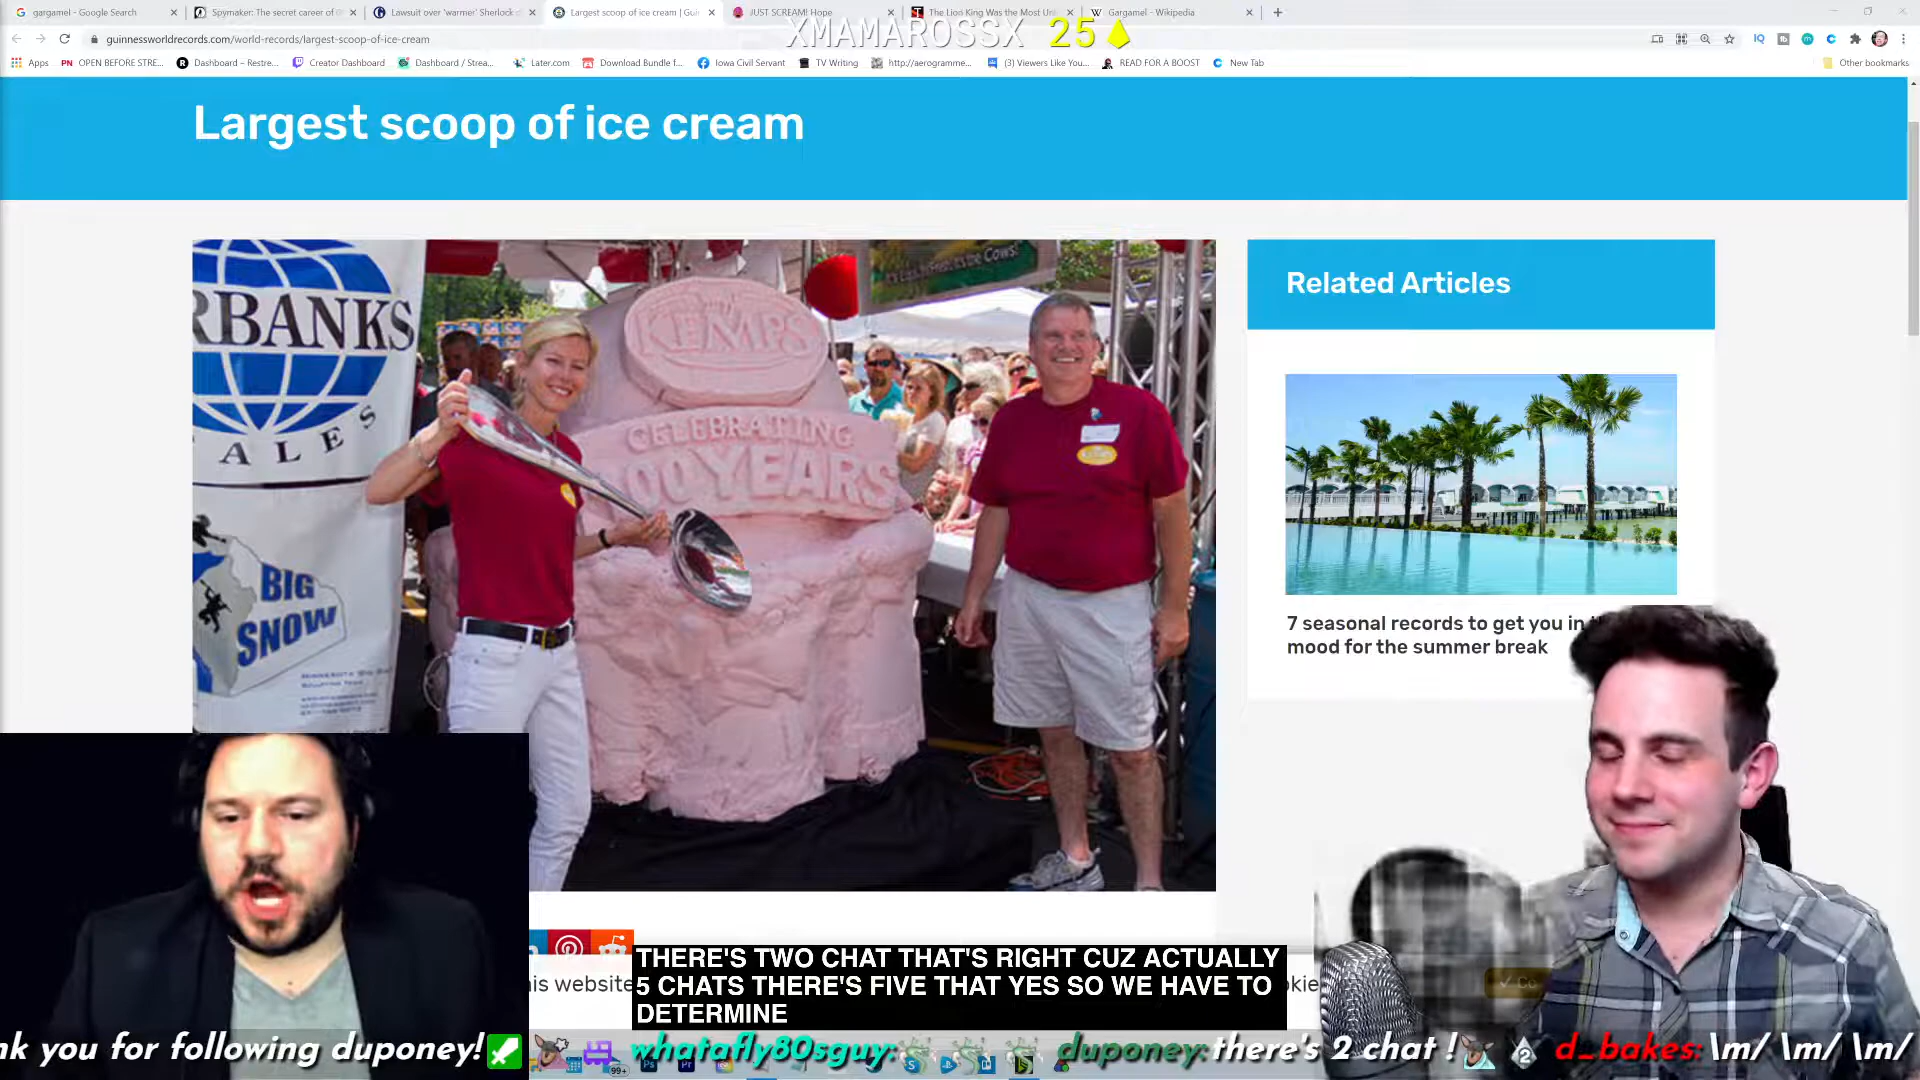 gargamel - Google Search
Spymaker: The secret career of
Lawsuit over 'warmer' Sherlock
Largest scoop of ice cream | Gui
JUST SCREAM! Hope
The Lion King Was the Most Un
Gargamel - Wikipedia
guinnessworldrecords.com/world-records/largest-scoop-of-ice-cream
XMAMAROSSX 25
Apps
OPEN BEFORE STRE...
Dashboard – Restre...
Creator Dashboard
Dashboard / Strea...
Later.com
Download Bundle f...
Iowa Civil Servant
TV Writing
http://aerogramme...
(3) Viewers Like You...
READ FOR A BOOST
New Tab
Other bookmarks
Largest scoop of ice cream
RBANKS
ALES
BIG
SNOW
KEMPS
CELEBRATING
00 YEARS
Related Articles
7 seasonal records to get you in
mood for the summer break
his website
THERE'S TWO CHAT THAT'S RIGHT CUZ ACTUALLY
5 CHATS THERE'S FIVE THAT YES SO WE HAVE TO
DETERMINE
okie
nk you for following duponey!
whatafly80sguy:
duponey: there's 2 chat !
2
d_bakes: \m/ \m/ \m/
99+